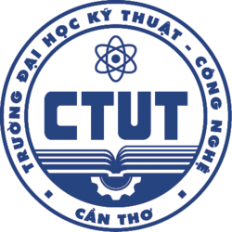 TRƯỜNG ĐẠI HỌC KỸ THUẬT - CÔNG NGHỆ
CTUT
CẦN THƠ